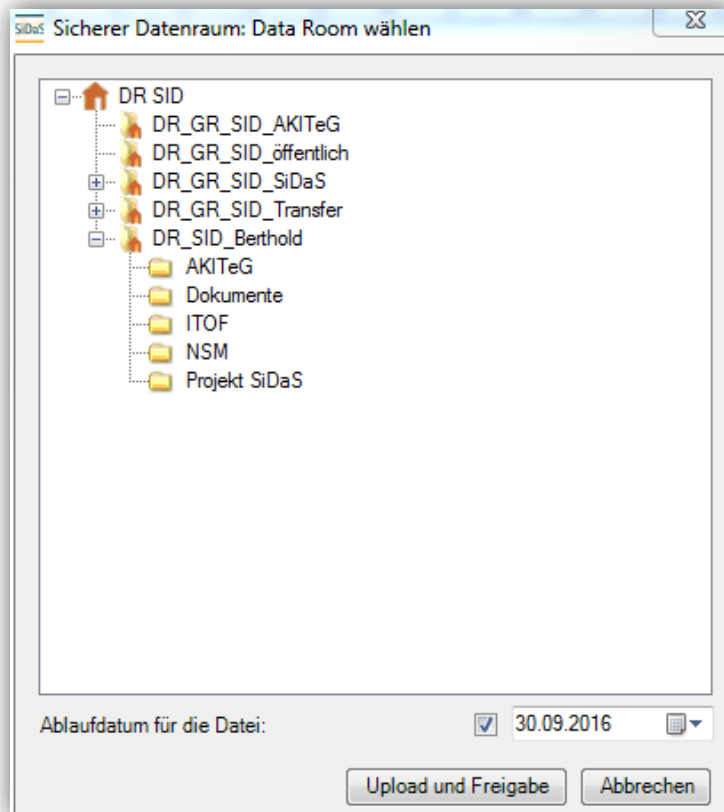 SiDaS Sicherer Datenraum: Data Room wählen
DR SID
DR_GR_SID_AKITeG
DR_GR_SID_öffentlich
DR_GR_SID_SiDaS
DR_GR_SID_Transfer
DR_SID_Berthold
AKITeG
Dokumente
ITOF
NSM
Projekt SiDaS
Ablaufdatum für die Datei: 30.09.2016
Upload und Freigabe Abbrechen